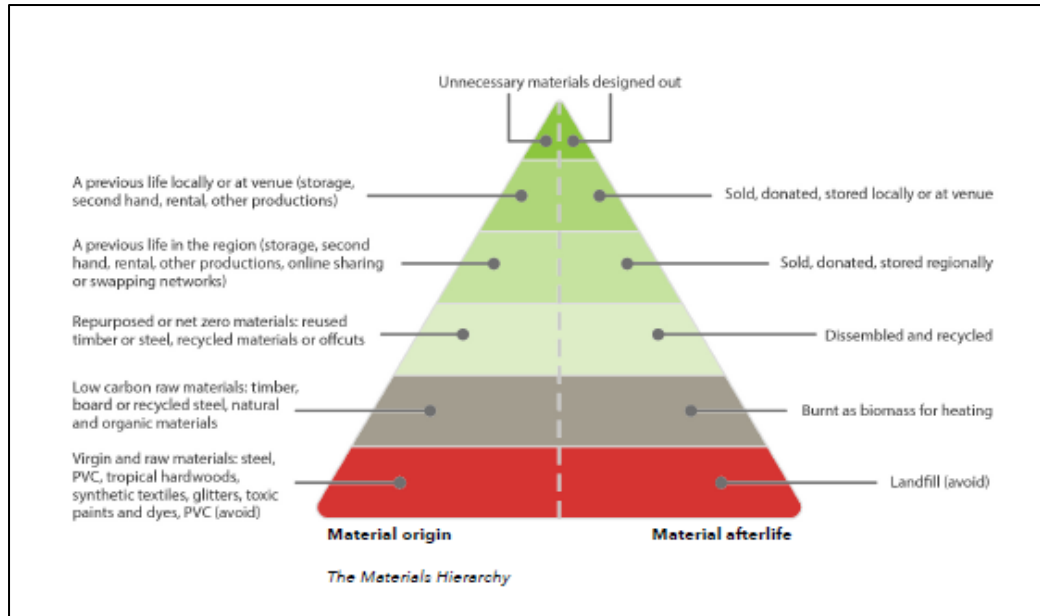 Unnecessary materials designed out
A previous life locally or at venue (storage,
second hand, rental, other productions)
Sold, donated, stored locally or at venue
A previous life in the region (storage, second
hand, rental, other productions, online sharing
or swapping networks)
Sold, donated, stored regionally
Repurposed or net zero materials: reused
timber or steel, recycled materials or offcuts
Dissembled and recycled
Low carbon raw materials: timber,
board or recycled steel, natural
and organic materials
Burnt as biomass for heating
Virgin and raw materials: steel,
PVC, tropical hardwoods,
synthetic textiles, glitters, toxic
paints and dyes, PVC (avoid)
Landfill (avoid)
Material origin
Material afterlife
The Materials Hierarchy